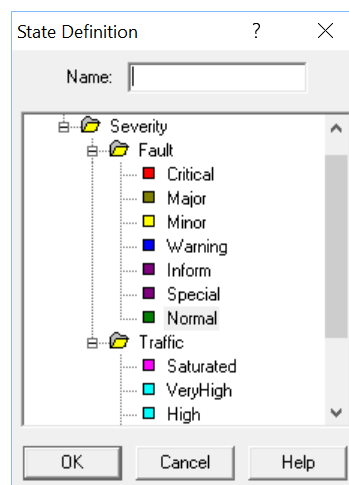 State Definition ?
Name:
Severity
Fault
Critical
Major
Minor
Warning
Inform
Special
Normal
Traffic
Saturated
VeryHigh
High
OK Cancel Help